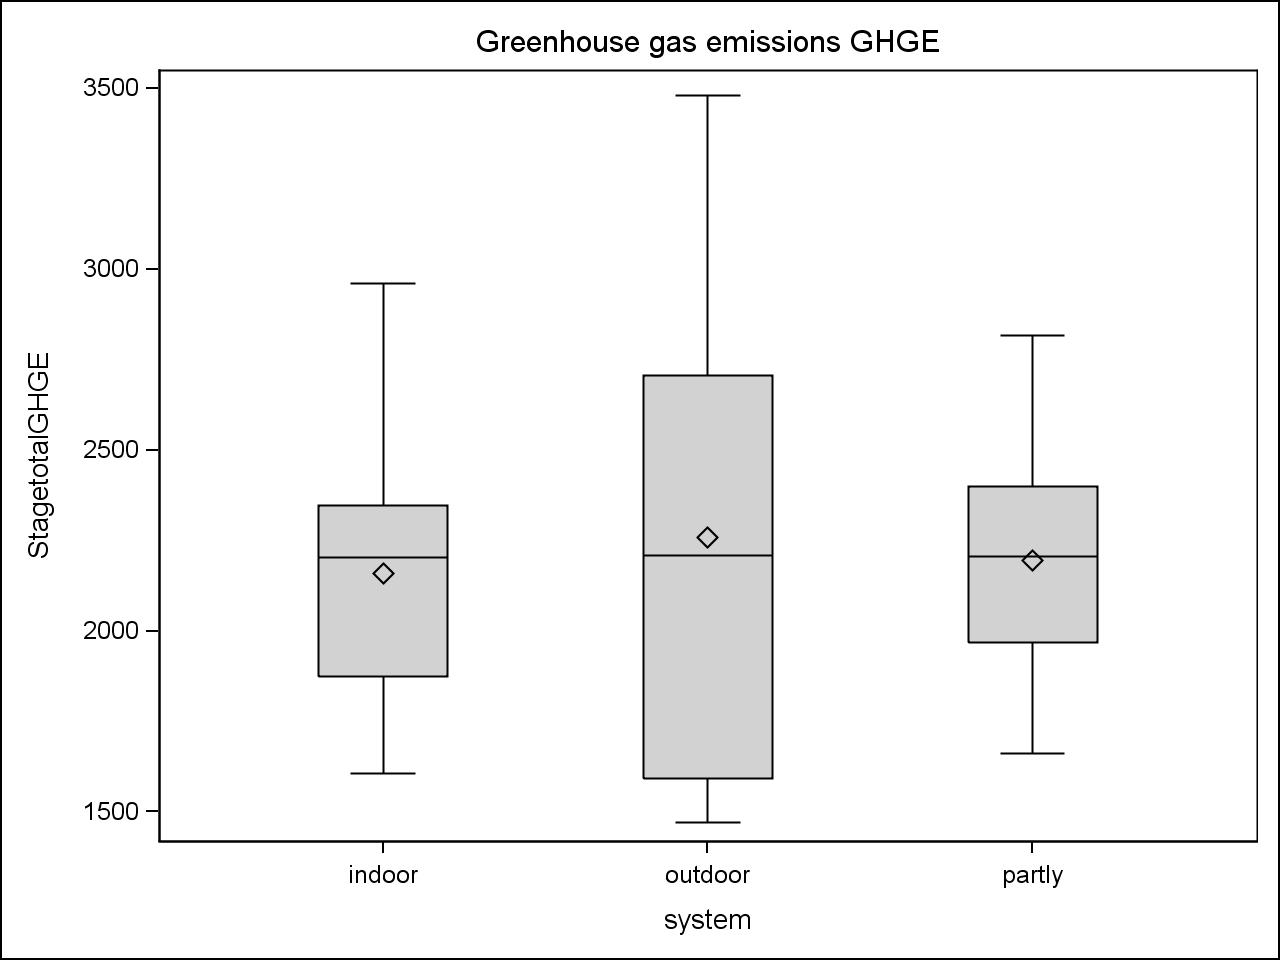 Greenhouse gas emissions GHGE
StagetotalGHGE
3500
3000
2500
2000
1500
indoor outdoor partly
system